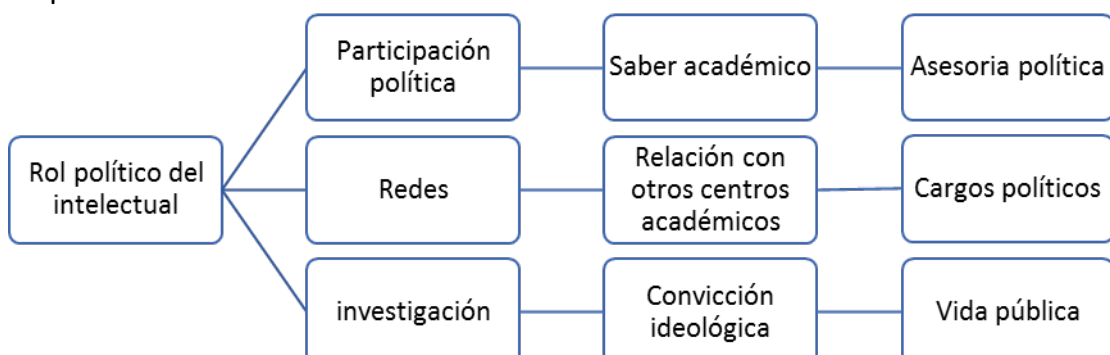 Participación
política
Saber académico
Asesoria política
Rol político del
intelectual
Redes
Relación con
otros centros
académicos
Cargos políticos
investigación
Convicción
ideológica
Vida pública